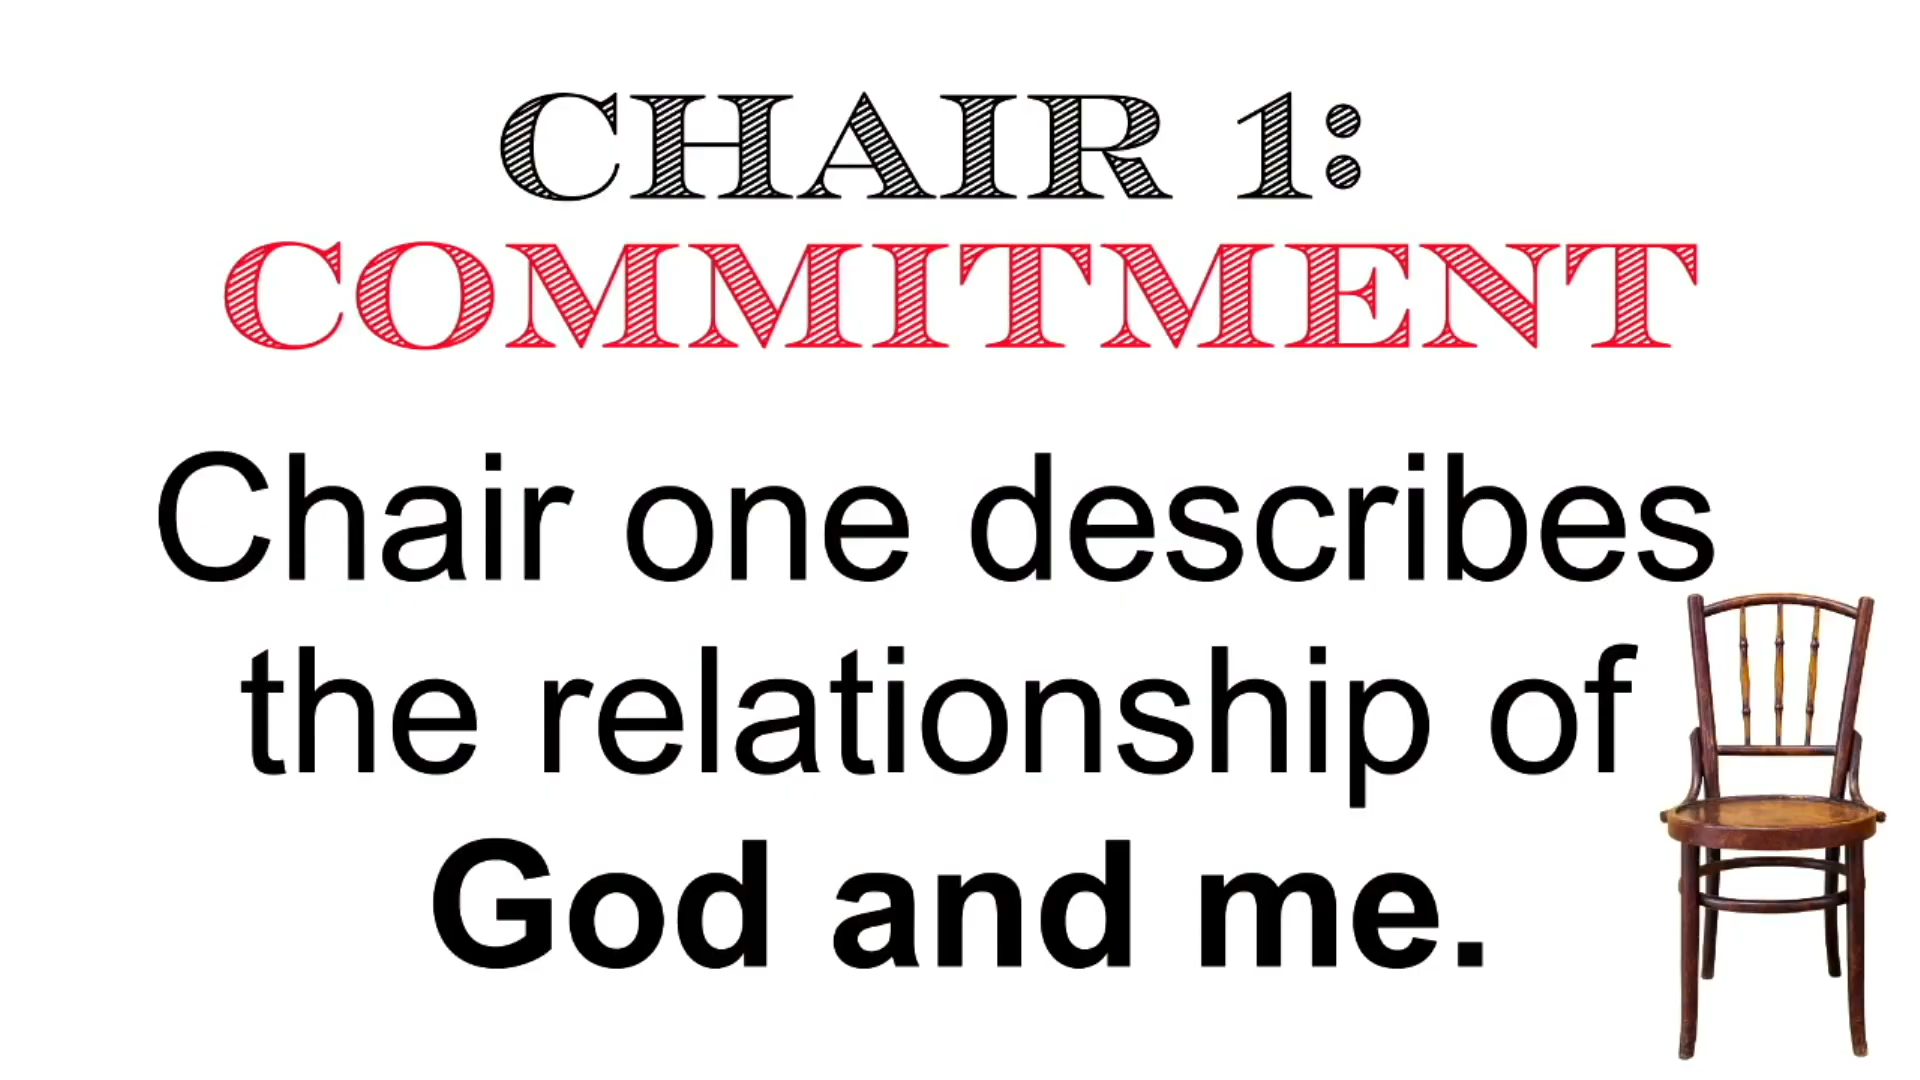 CHAIR 1:
COMMITMENT
Chair one describes
the relationship of
God and me.